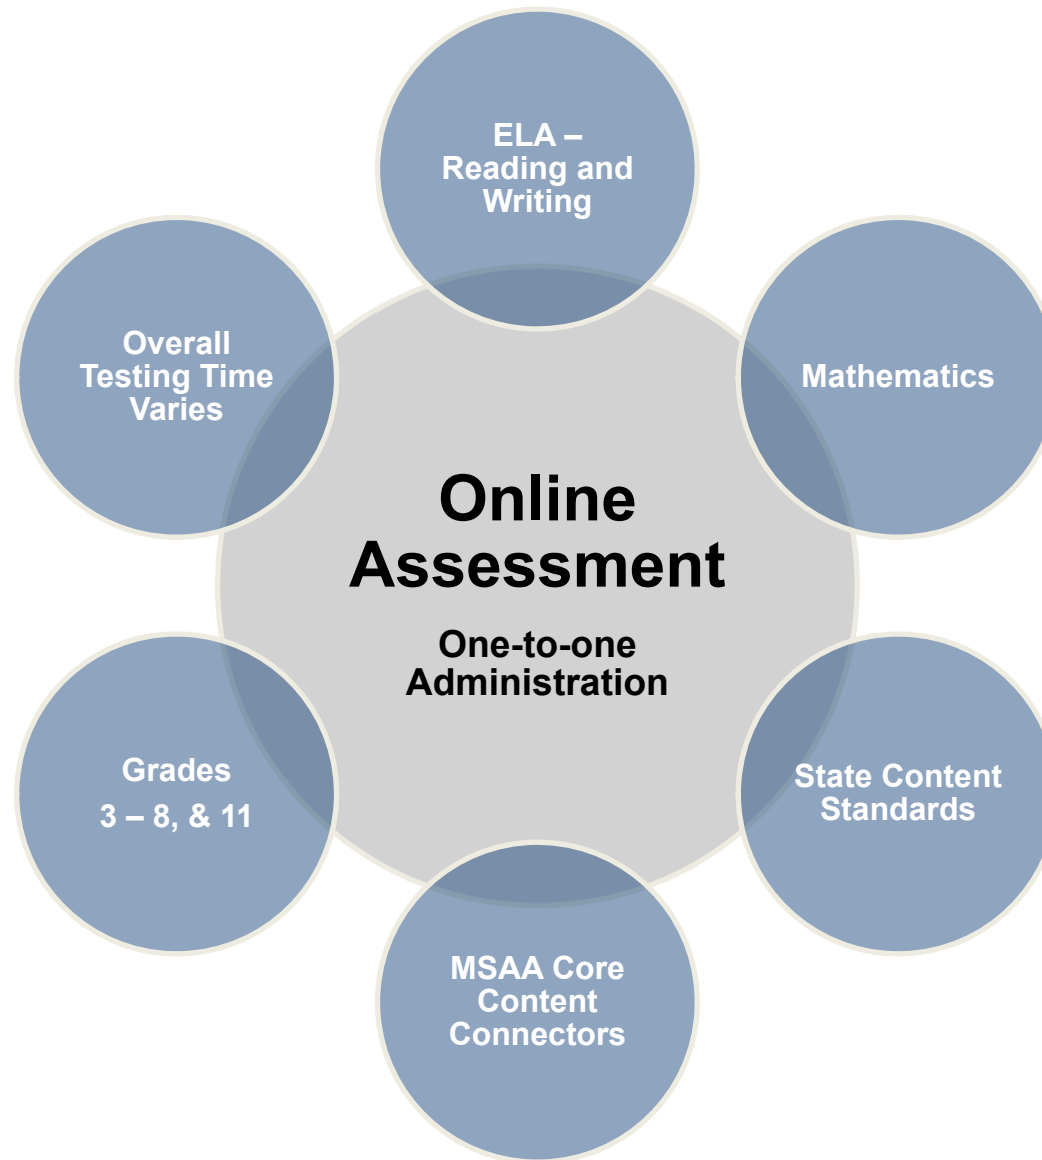 ELA –
Reading and
Writing
Overall
Testing Time
Varies
Mathematics
Online
Assessment
One-to-one
Administration
Grades
3 – 8, & 11
State Content
Standards
MSAA Core
Content
Connectors